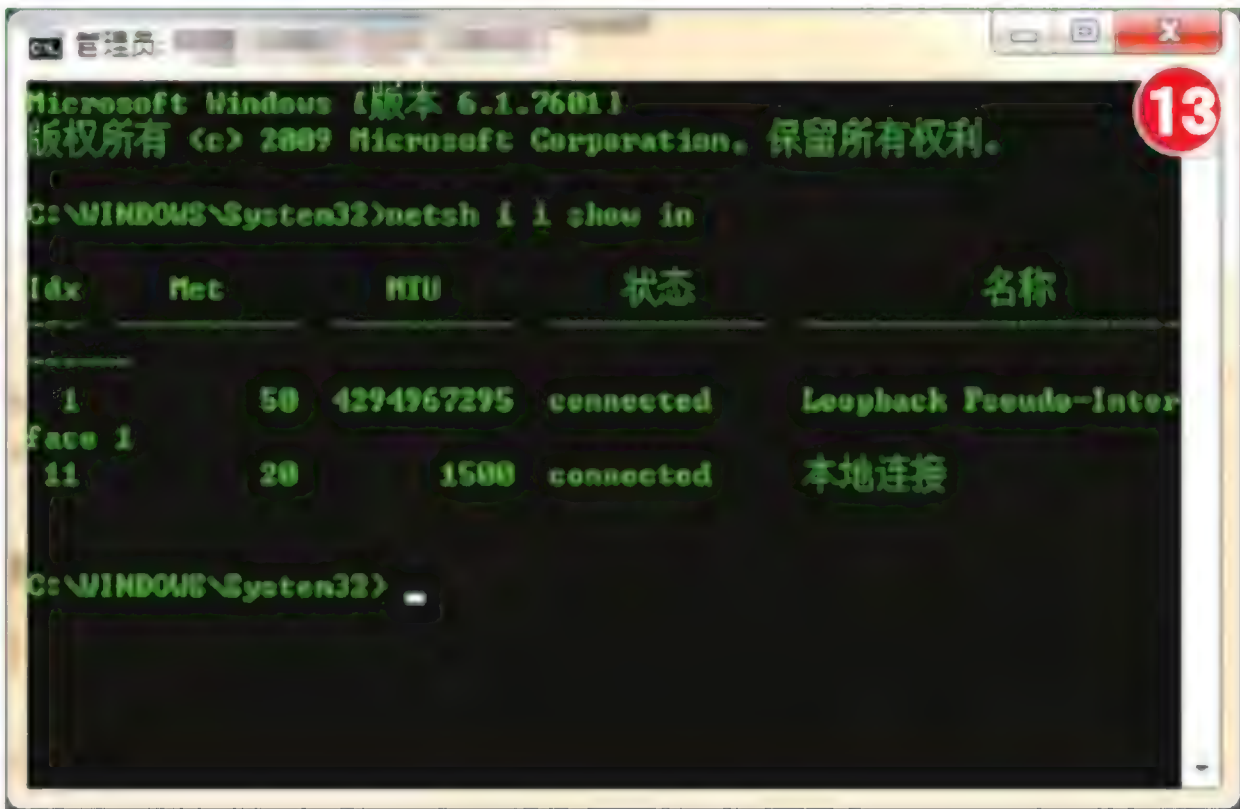 管理员:
13
Microsoft Windows [版本 6.1.7601]
版权所有 (c) 2009 Microsoft Corporation。保留所有权利。
C:\WINDOWS\System32>netsh i i show in
Idx Met MTU 状态 名称
1 50 4294967295 connected Loopback Pseudo-Inter
face 1
11 20 1500 connected 本地连接
C:\WINDOWS\System32>